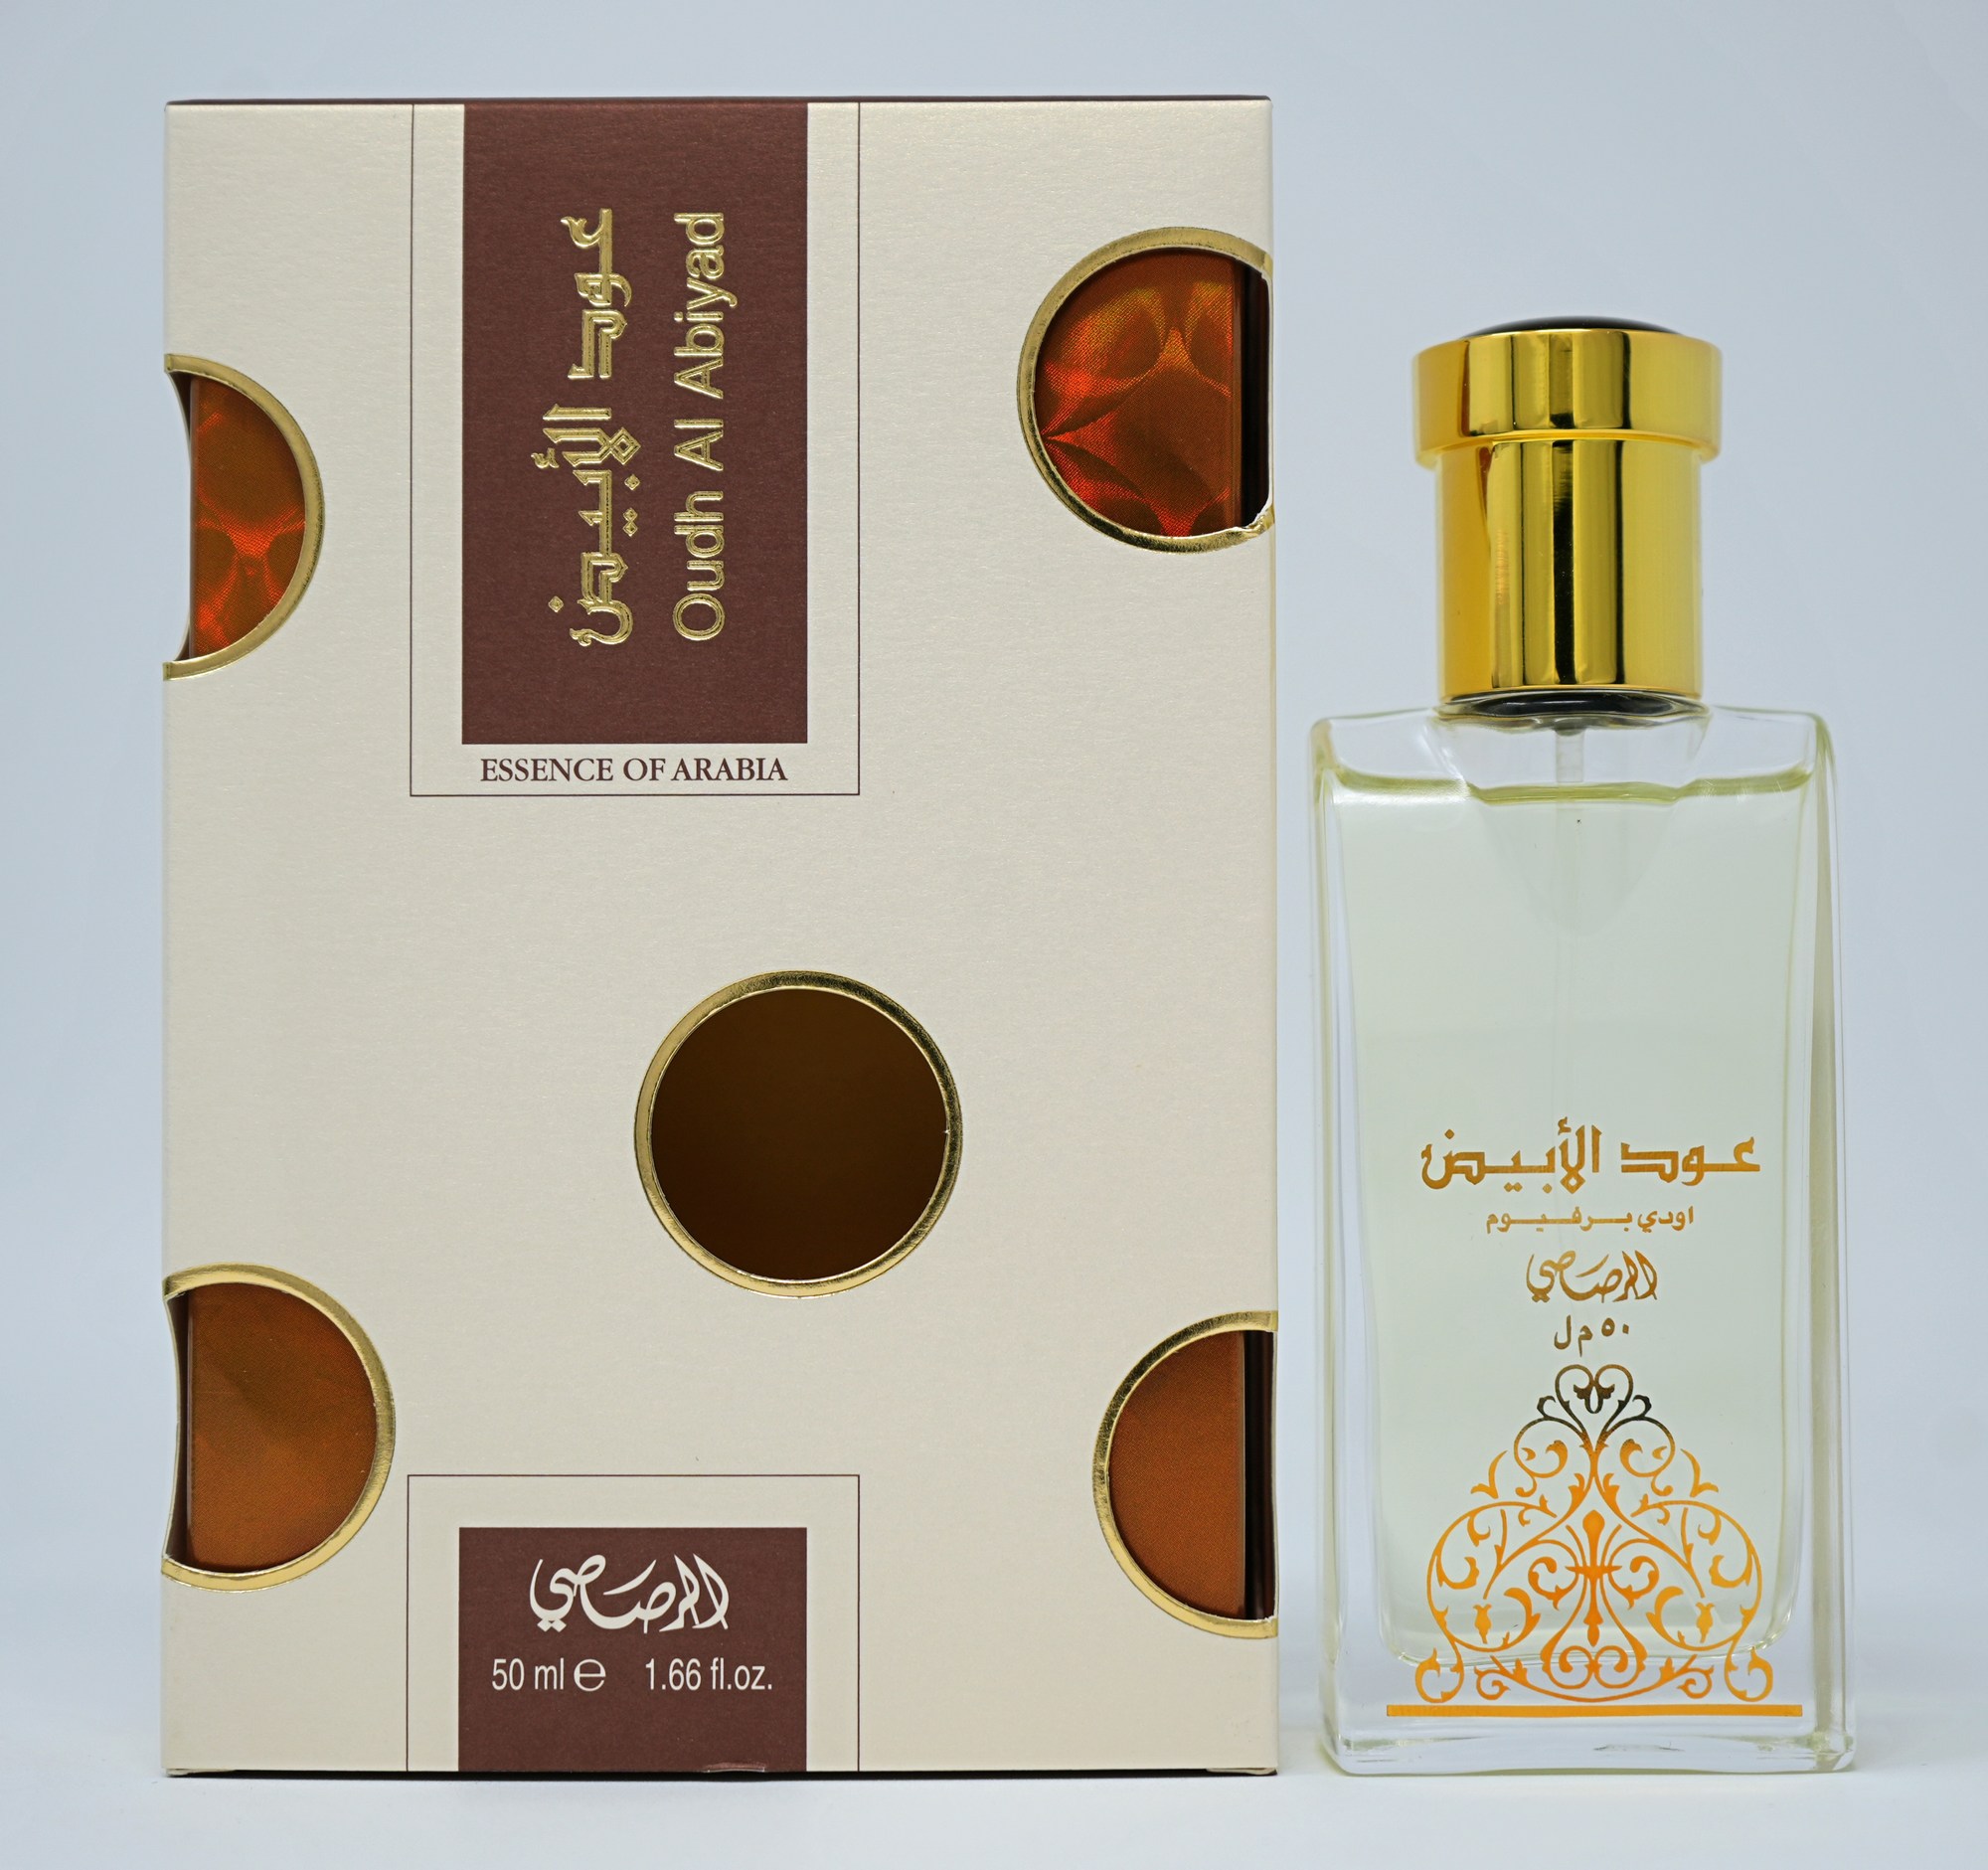 عود الأبيض
Oudh Al Abiyad
ESSENCE OF ARABIA
الرصاصي
50 ml ℮ 1.66 fl.oz.
عود الأبيض
اودي برفيوم
الرصاصي
٥٠ م ل